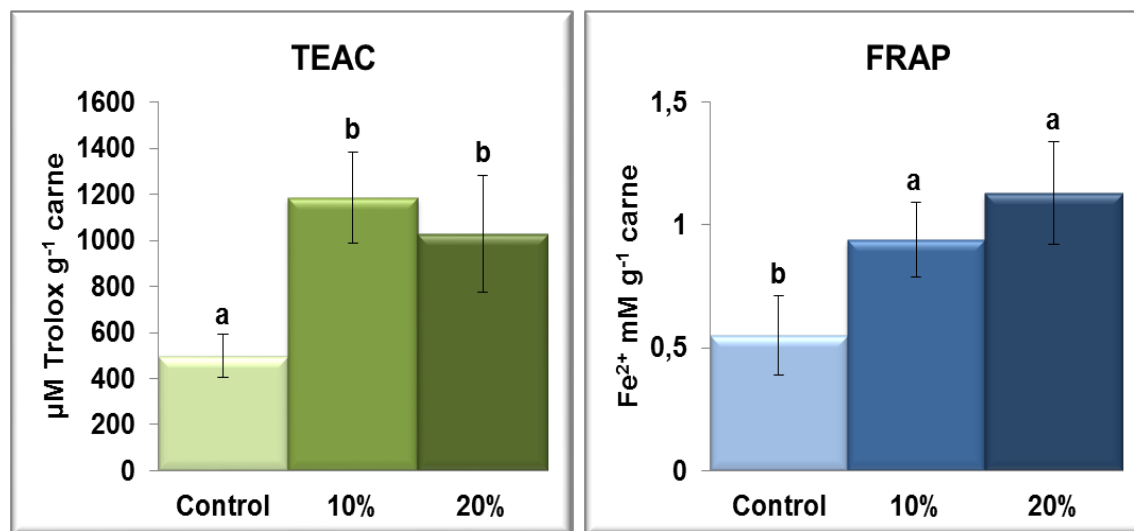 TEAC
µM Trolox g⁻¹ carne
1600
1400
1200
1000
800
600
400
200
0
a
b
b
Control 10% 20%
FRAP
Fe²⁺ mM g⁻¹ carne
1,5
1
0,5
0
b
a
a
Control 10% 20%